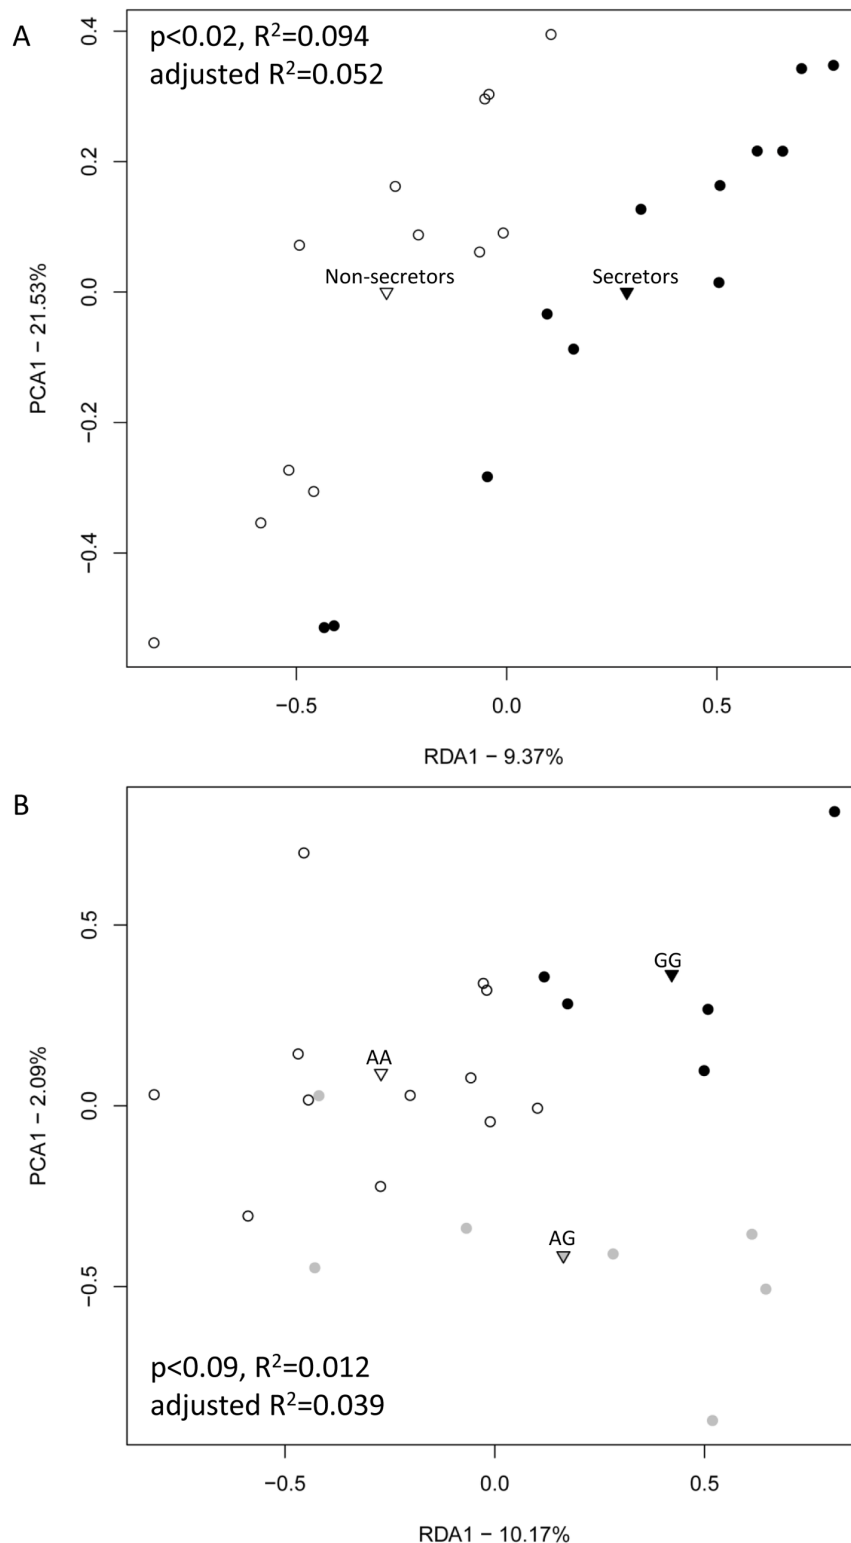 A
p<0.02, R²=0.094
adjusted R²=0.052
0.4
0.2
0.0
−0.2
−0.4
PCA1 − 21.53%
Non-secretors
Secretors
−0.5
0.0
0.5
RDA1 − 9.37%
B
0.5
0.0
−0.5
PCA1 − 2.09%
GG
AA
AG
p<0.09, R²=0.012
adjusted R²=0.039
−0.5
0.0
0.5
RDA1 − 10.17%